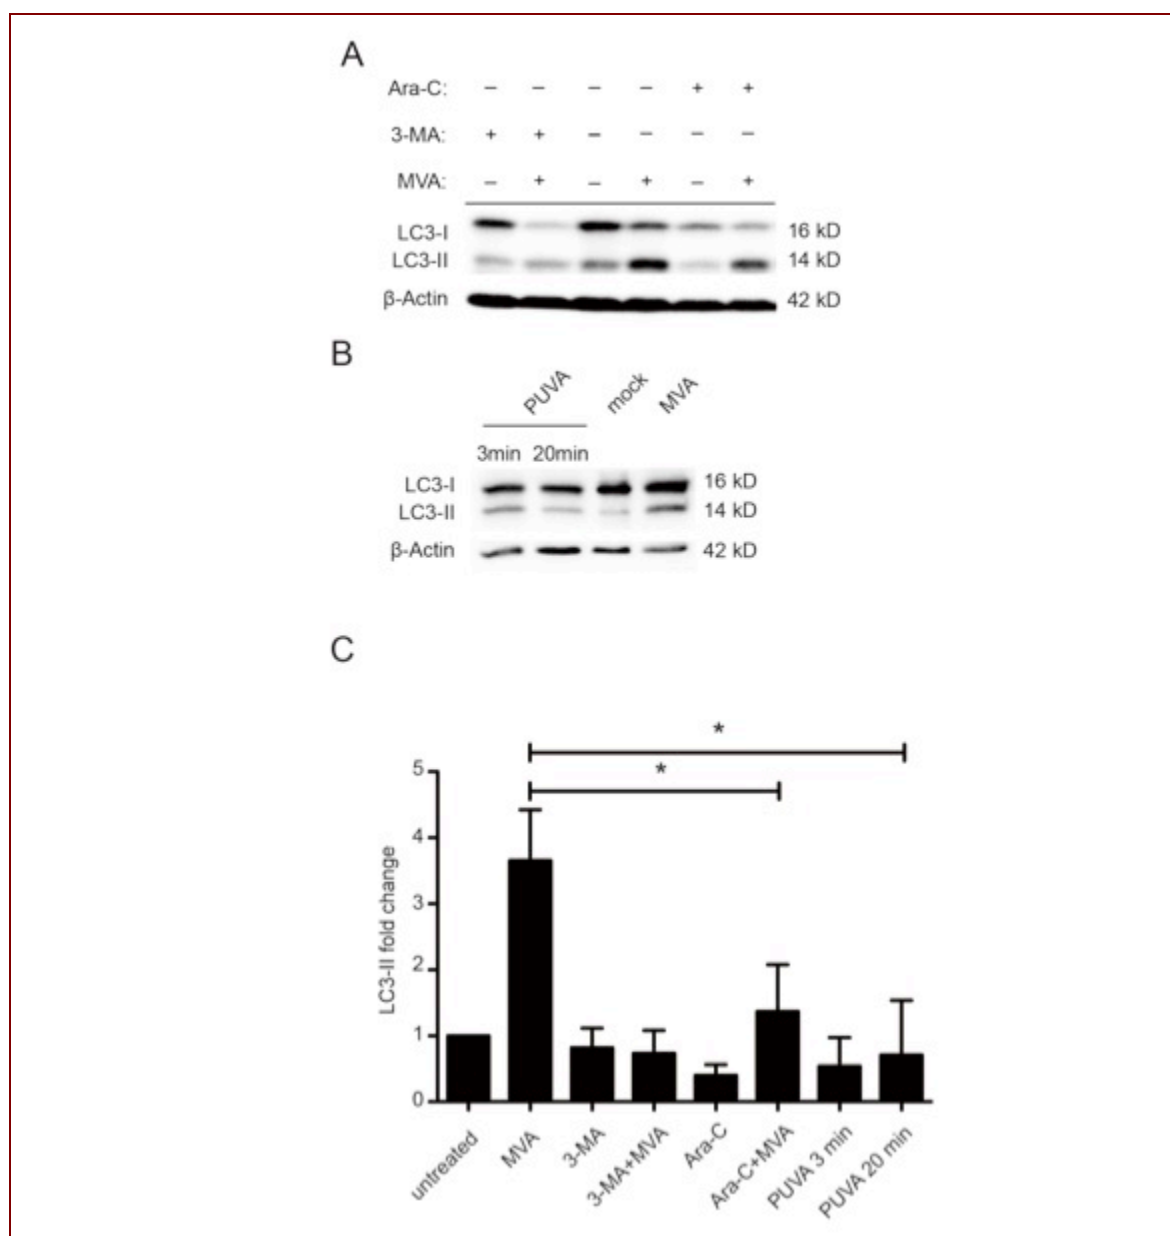 A
Ara-C: – – – – + +
3-MA: + + – – – –
MVA: – + – + – +
LC3-I 16 kD
LC3-II 14 kD
β-Actin 42 kD
B
PUVA mock MVA
3min 20min
LC3-I 16 kD
LC3-II 14 kD
β-Actin 42 kD
C
*
*
LC3-II fold change
5
4
3
2
1
0
untreated MVA 3-MA 3-MA+MVA Ara-C Ara-C+MVA PUVA 3 min PUVA 20 min